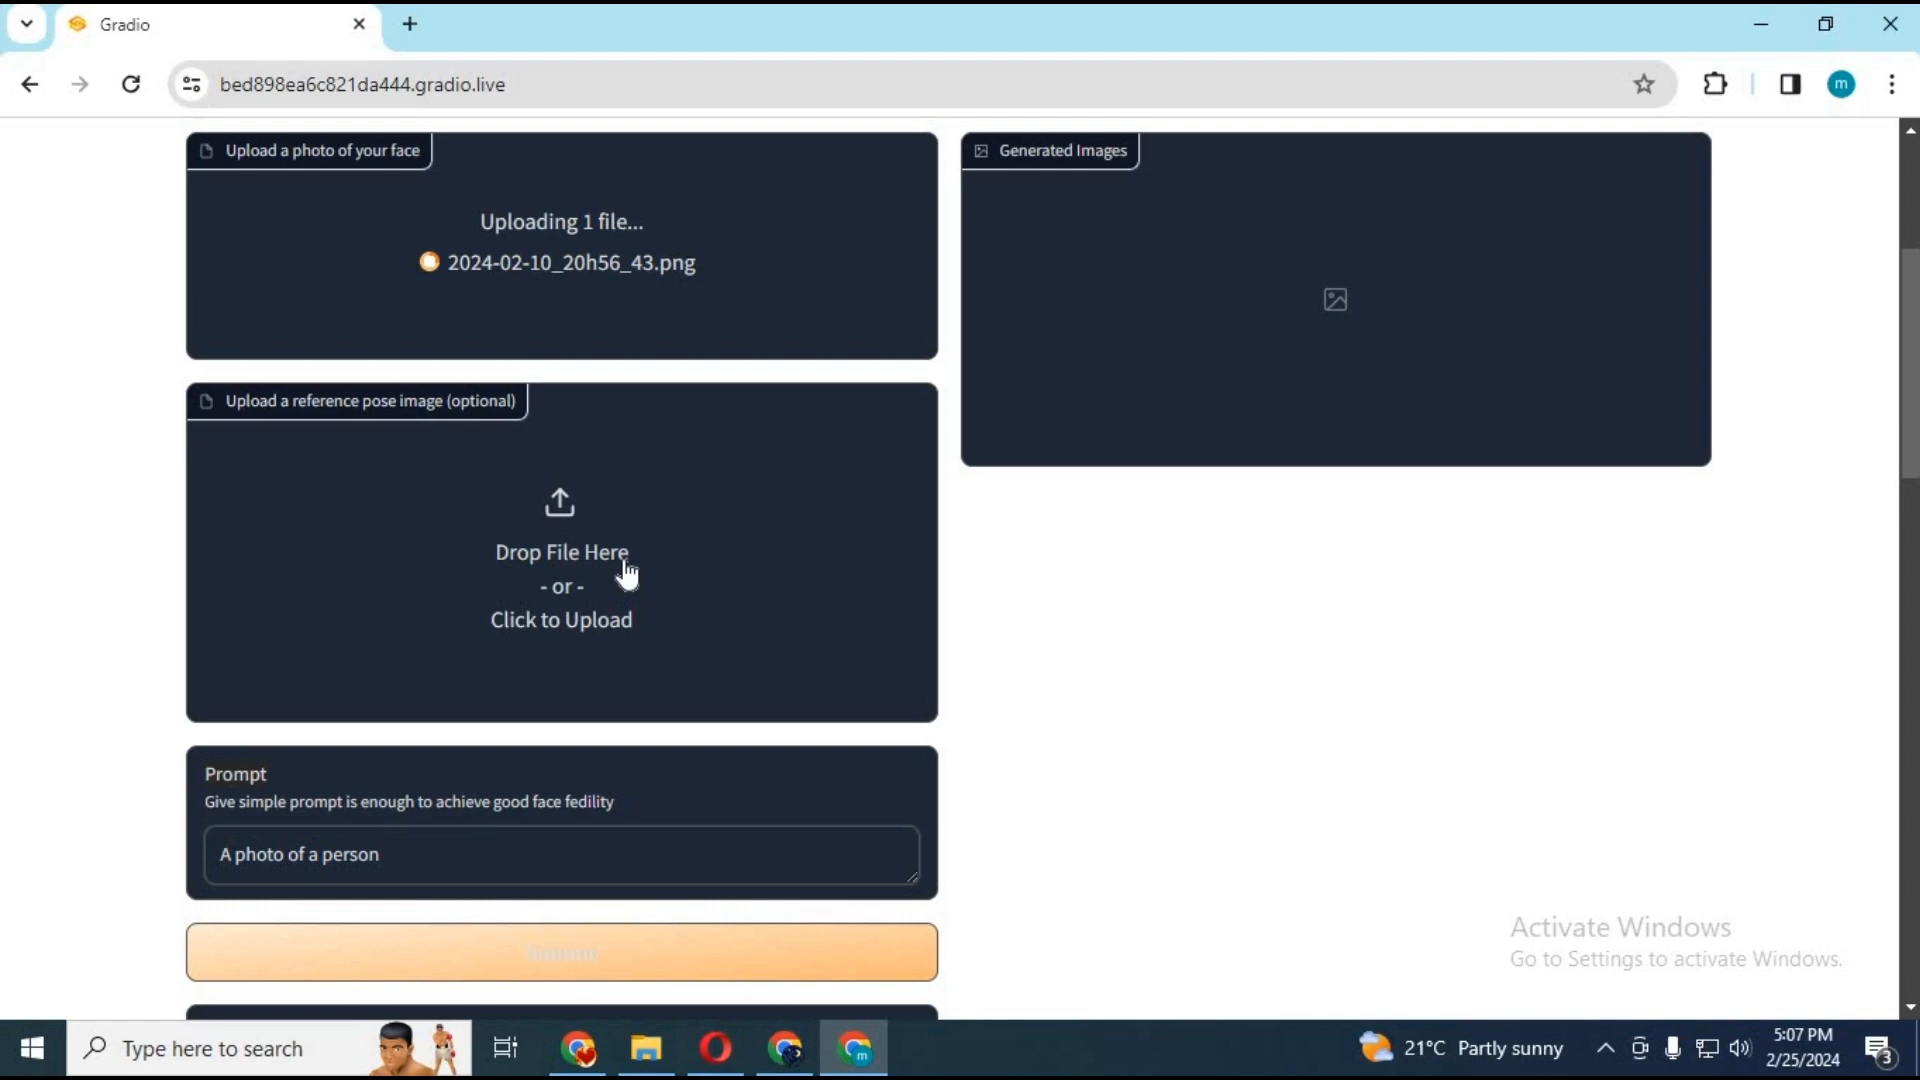 Gradio
bed898ea6c821da444.gradio.live
m
Upload a photo of your face
Uploading 1 file...
2024-02-10_20h56_43.png
Generated Images
Upload a reference pose image (optional)
Drop File Here
- or -
Click to Upload
Prompt
Give simple prompt is enough to achieve good face fedility
A photo of a person
Submit
Activate Windows
Go to Settings to activate Windows.
Type here to search
m
21°C Partly sunny
5:07 PM
2/25/2024
3